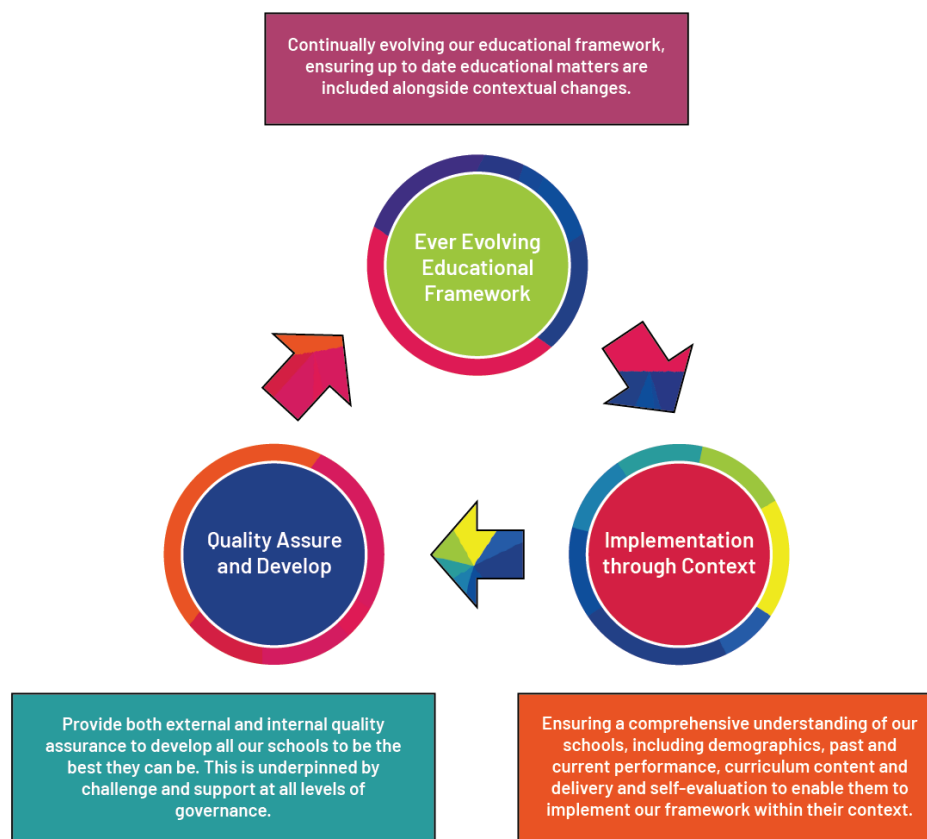 Continually evolving our educational framework,
ensuring up to date educational matters are
included alongside contextual changes.
Ever Evolving
Educational
Framework
Quality Assure
and Develop
Implementation
through Context
Provide both external and internal quality
assurance to develop all our schools to be the
best they can be. This is underpinned by
challenge and support at all levels of
governance.
Ensuring a comprehensive understanding of our
schools, including demographics, past and
current performance, curriculum content and
delivery and self-evaluation to enable them to
implement our framework within their context.